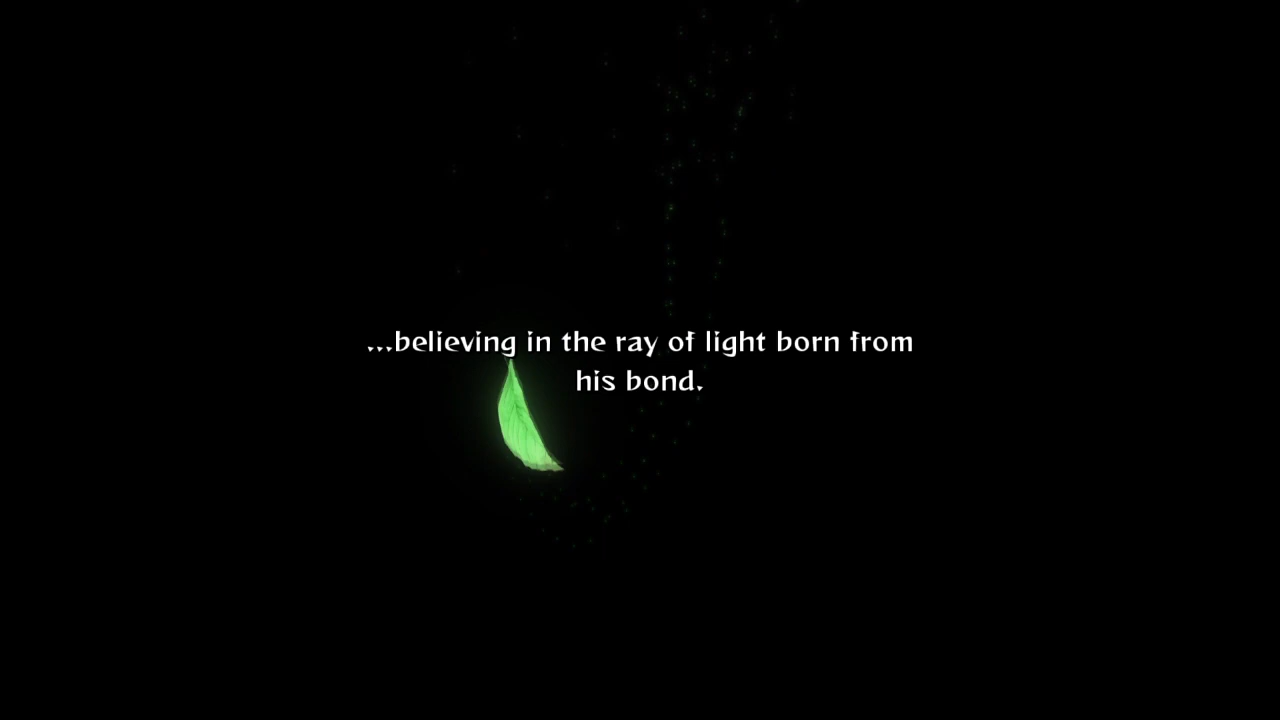 ...believing in the ray of light born from
his bond.